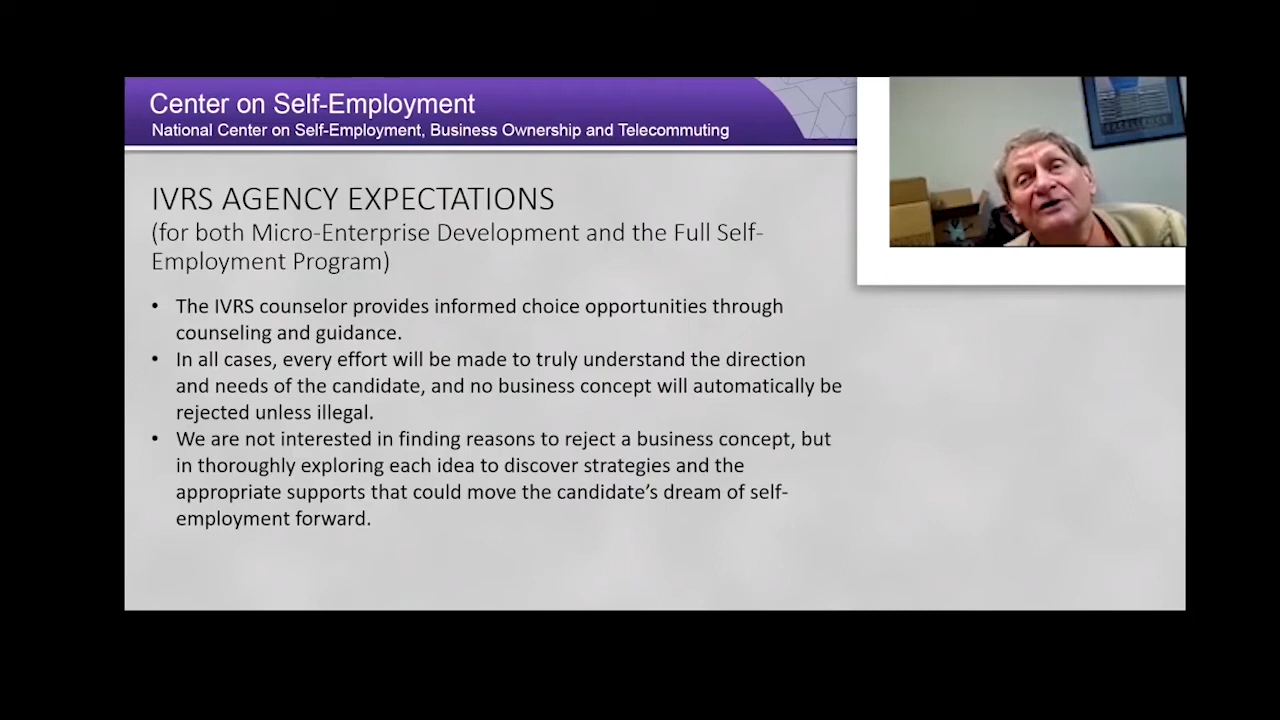 Center on Self-Employment
National Center on Self-Employment, Business Ownership and Telecommuting
IVRS AGENCY EXPECTATIONS
(for both Micro-Enterprise Development and the Full Self-
Employment Program)
• The IVRS counselor provides informed choice opportunities through
counseling and guidance.
• In all cases, every effort will be made to truly understand the direction
and needs of the candidate, and no business concept will automatically be
rejected unless illegal.
• We are not interested in finding reasons to reject a business concept, but
in thoroughly exploring each idea to discover strategies and the
appropriate supports that could move the candidate's dream of self-
employment forward.